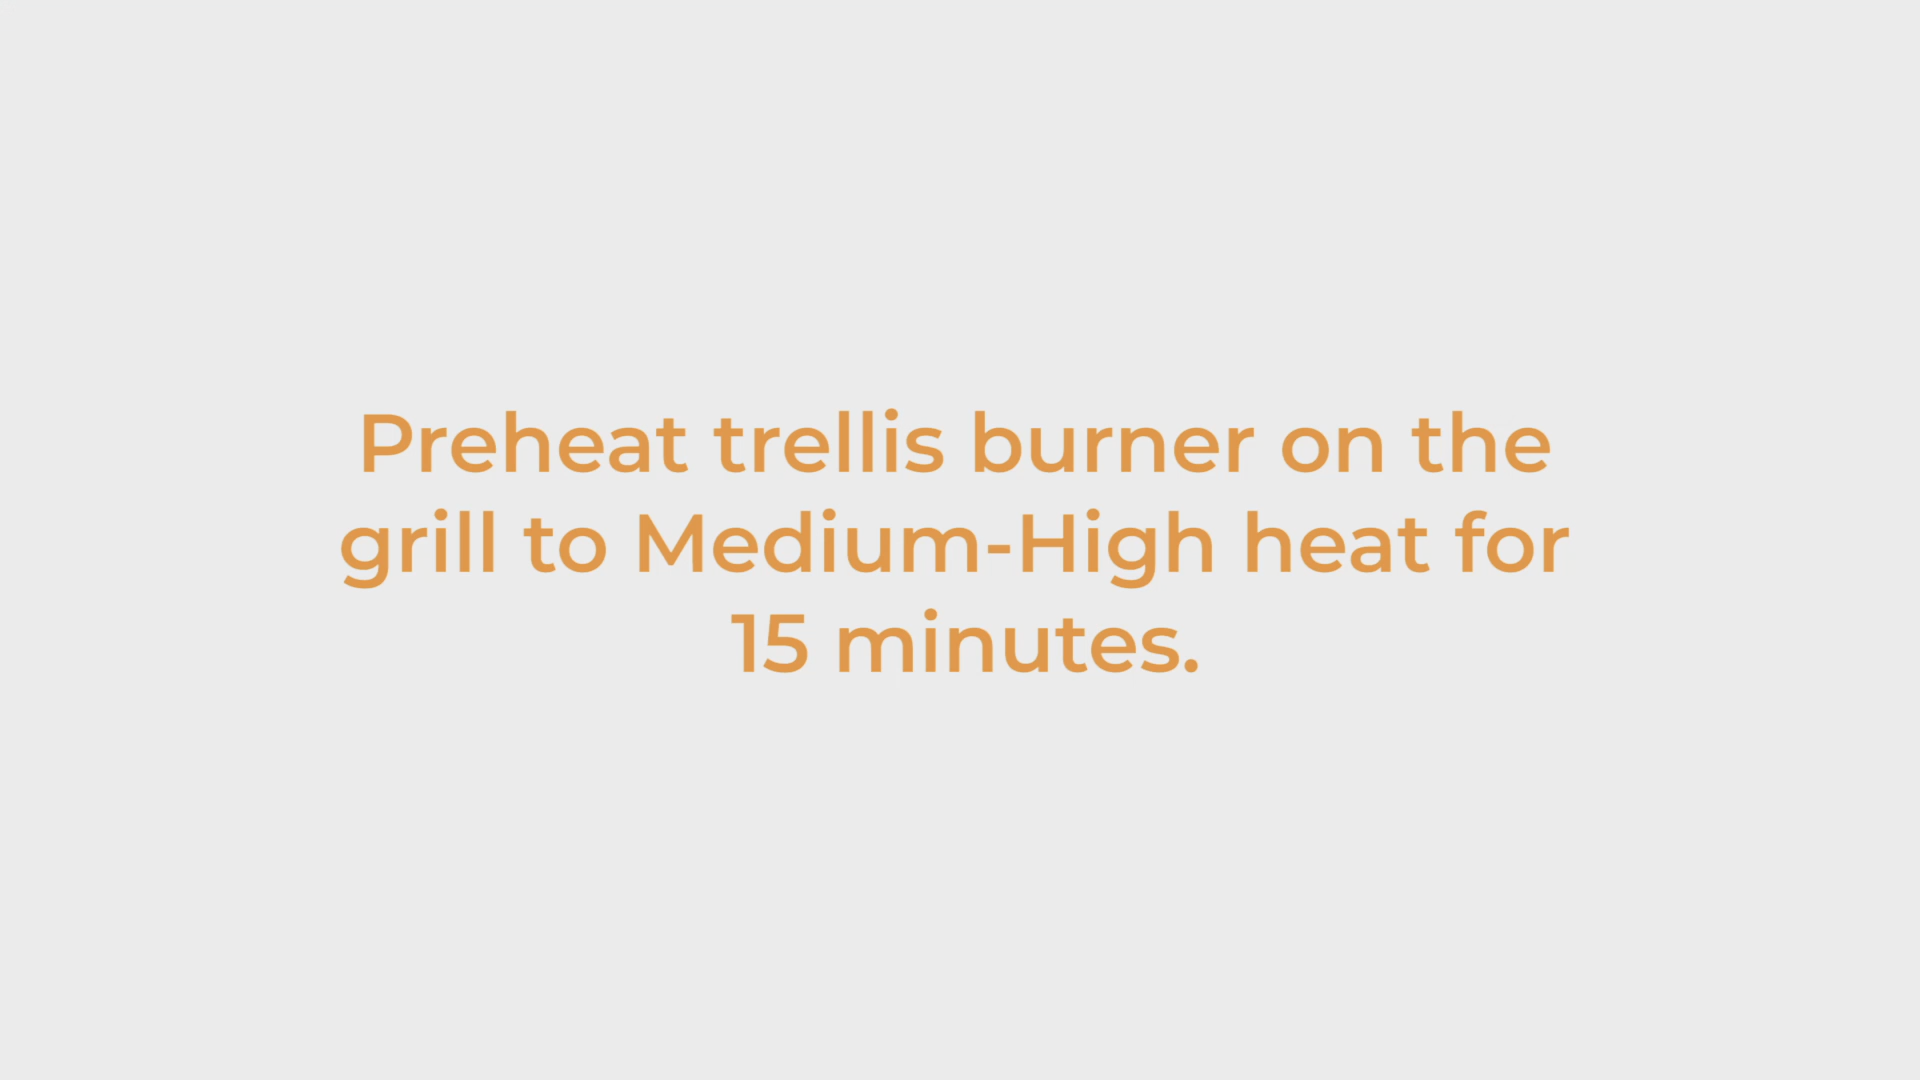 Preheat trellis burner on the
grill to Medium-High heat for
15 minutes.